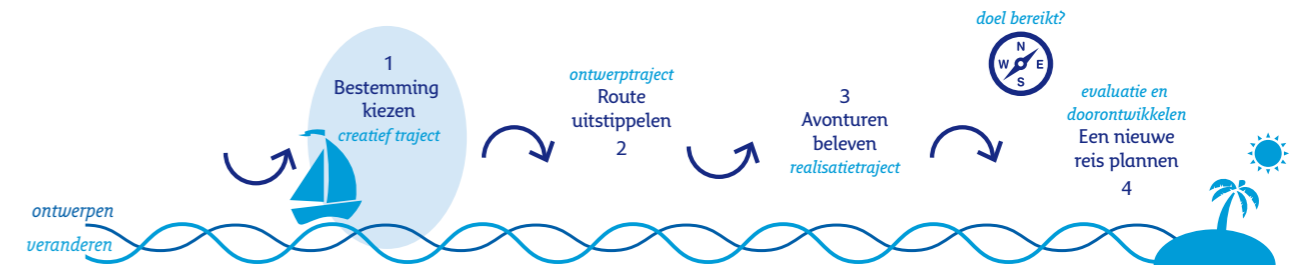 1
Bestemming
kiezen
creatief traject
ontwerptraject
Route
uitstippelen
2
3
Avonturen
beleven
realisatietraject
doel bereikt?
N
W E
S
evaluatie en
doorontwikkelen
Een nieuwe
reis plannen
4
ontwerpen
veranderen